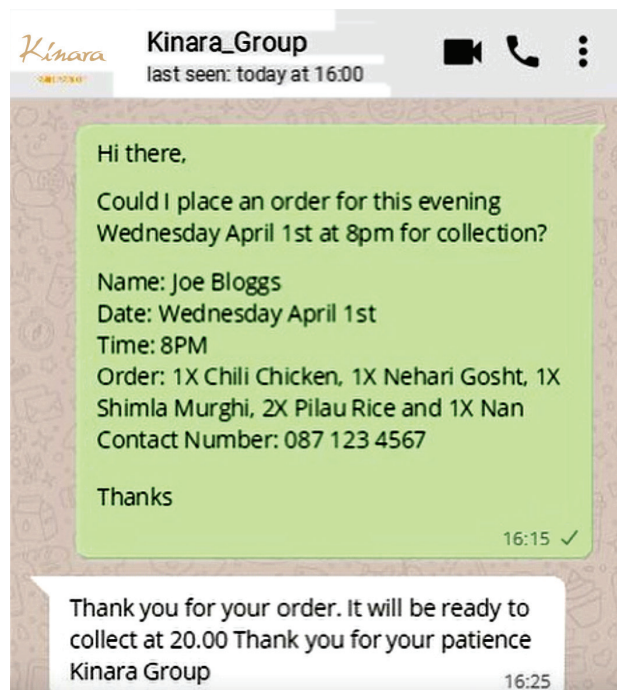 Kinara
Kinara_Group
last seen: today at 16:00
Hi there,
Could I place an order for this evening
Wednesday April 1st at 8pm for collection?
Name: Joe Bloggs
Date: Wednesday April 1st
Time: 8PM
Order: 1X Chili Chicken, 1X Nehari Gosht, 1X
Shimla Murghi, 2X Pilau Rice and 1X Nan
Contact Number: 087 123 4567
Thanks
16:15
Thank you for your order. It will be ready to
collect at 20.00 Thank you for your patience
Kinara Group
16:25